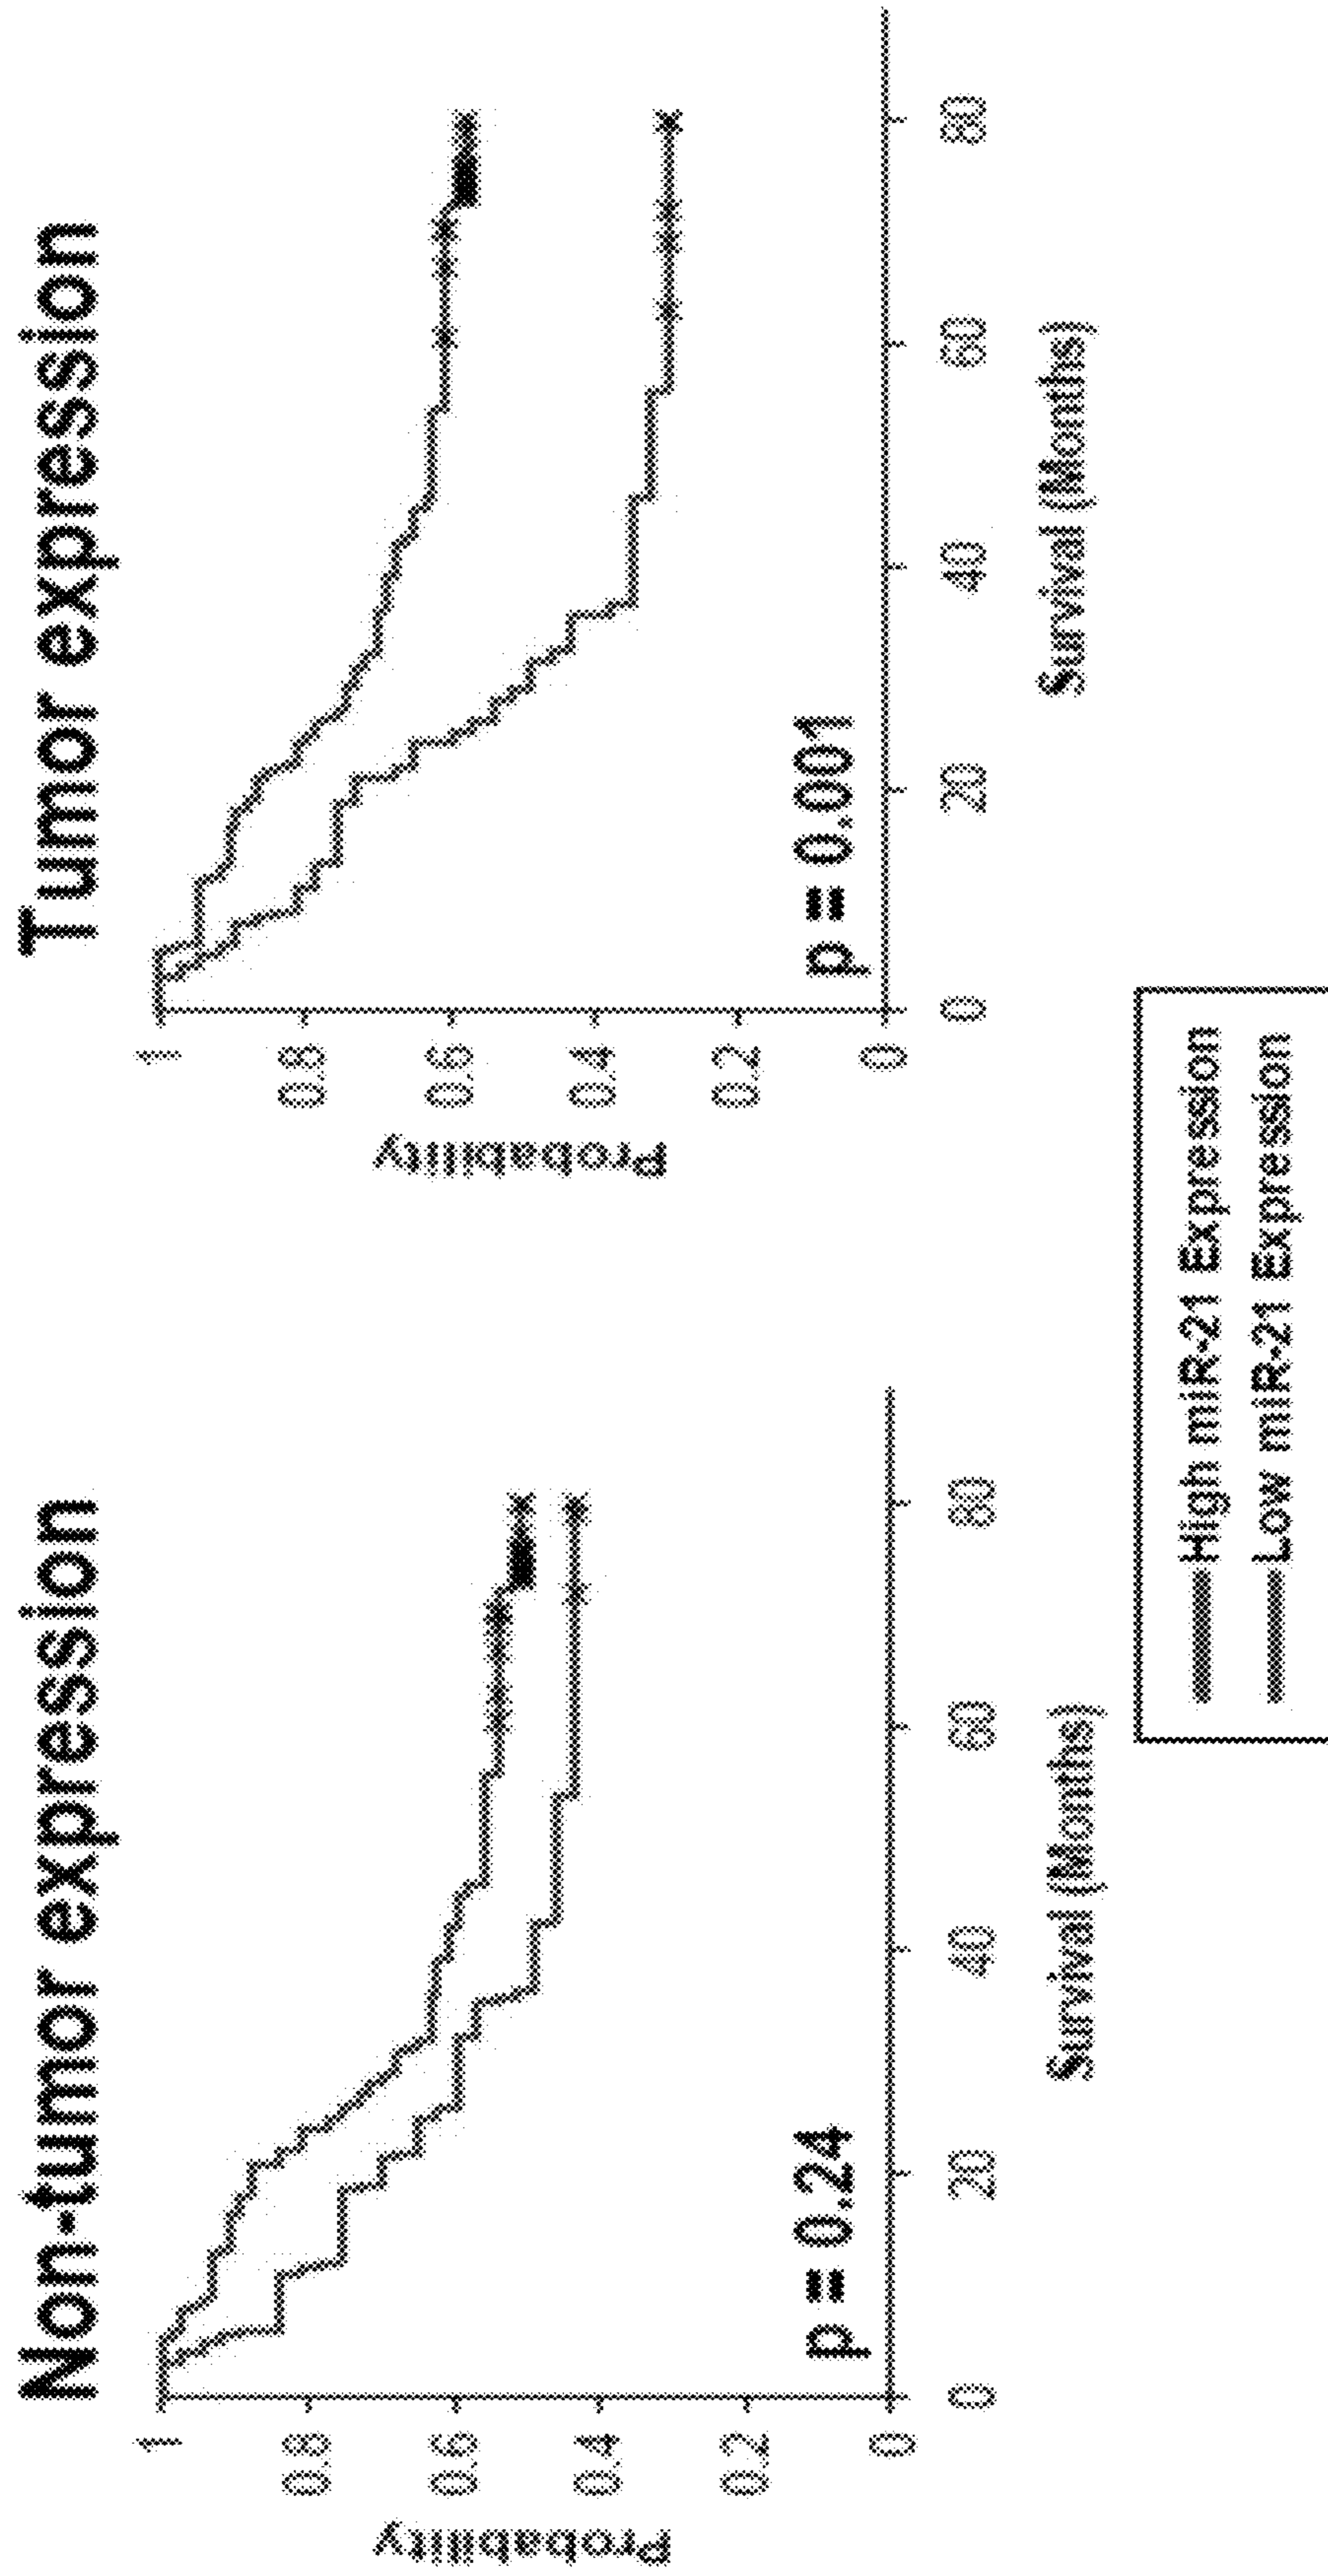 Non-tumor expression
Probability
1
0.8
0.6
0.4
0.2
0
p = 0.24
0
20
40
60
80
Survival (Months)
Tumor expression
Probability
1
0.8
0.6
0.4
0.2
0
p = 0.001
0
20
40
60
80
Survival (Months)
High miR-21 Expression
Low miR-21 Expression